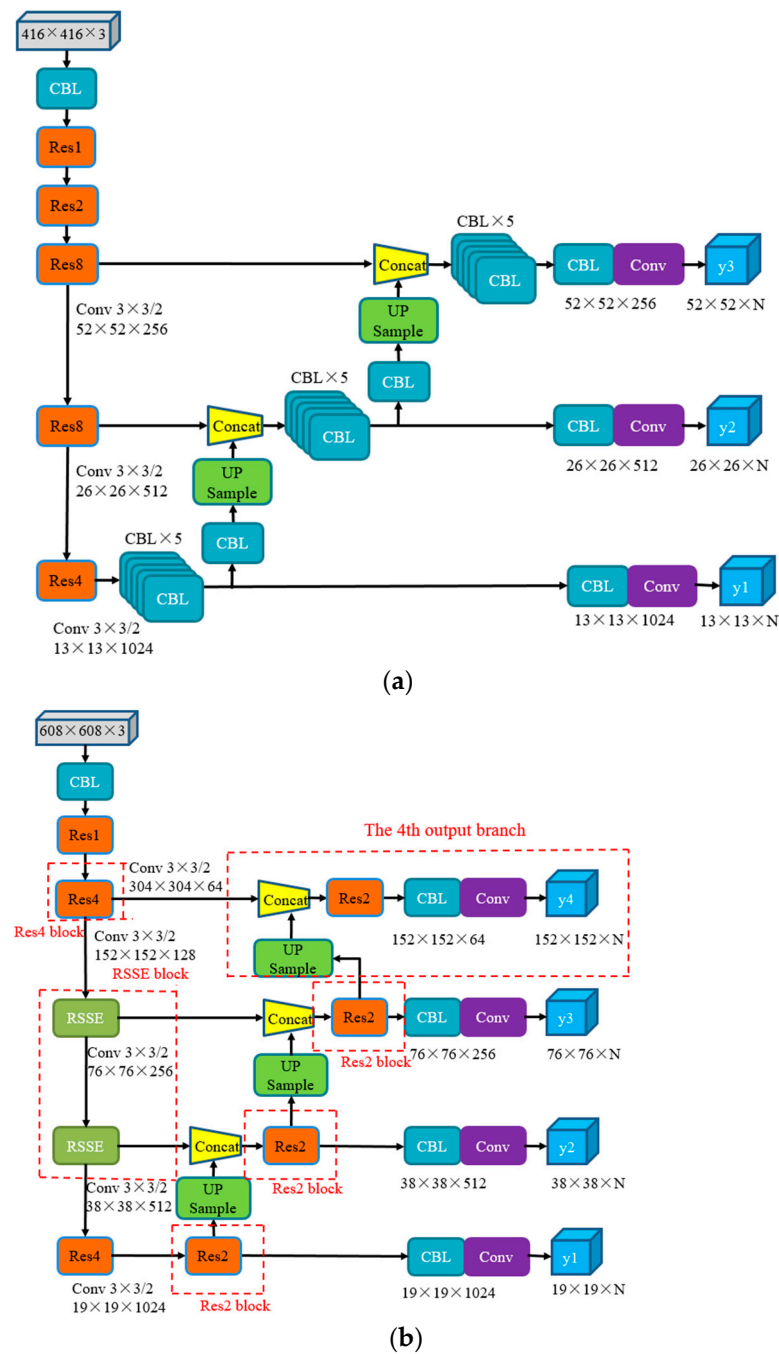 416×416×3
CBL
Res1
Res2
Res8
Conv 3×3/2
52×52×256
Concat
CBL×5
CBL
CBL
Conv
52×52×256
y3
52×52×N
UP
Sample
CBL
Res8
Conv 3×3/2
26×26×512
Concat
CBL×5
CBL
CBL
Conv
26×26×512
y2
26×26×N
UP
Sample
CBL
Res4
Conv 3×3/2
13×13×1024
CBL×5
CBL
CBL
Conv
13×13×1024
y1
13×13×N
(a)
608×608×3
CBL
Res1
The 4th output branch
Res4
Res4 block
Conv 3×3/2
304×304×64
Conv 3×3/2
152×152×128
Concat
Res2
CBL
Conv
152×152×64
y4
152×152×N
UP
Sample
RSSE block
RSSE
Conv 3×3/2
76×76×256
Concat
Res2
Res2 block
CBL
Conv
76×76×256
y3
76×76×N
UP
Sample
RSSE
Conv 3×3/2
38×38×512
Concat
Res2
Res2 block
CBL
Conv
38×38×512
y2
38×38×N
UP
Sample
Res4
Conv 3×3/2
19×19×1024
Res2
Res2 block
CBL
Conv
19×19×1024
y1
19×19×N
(b)